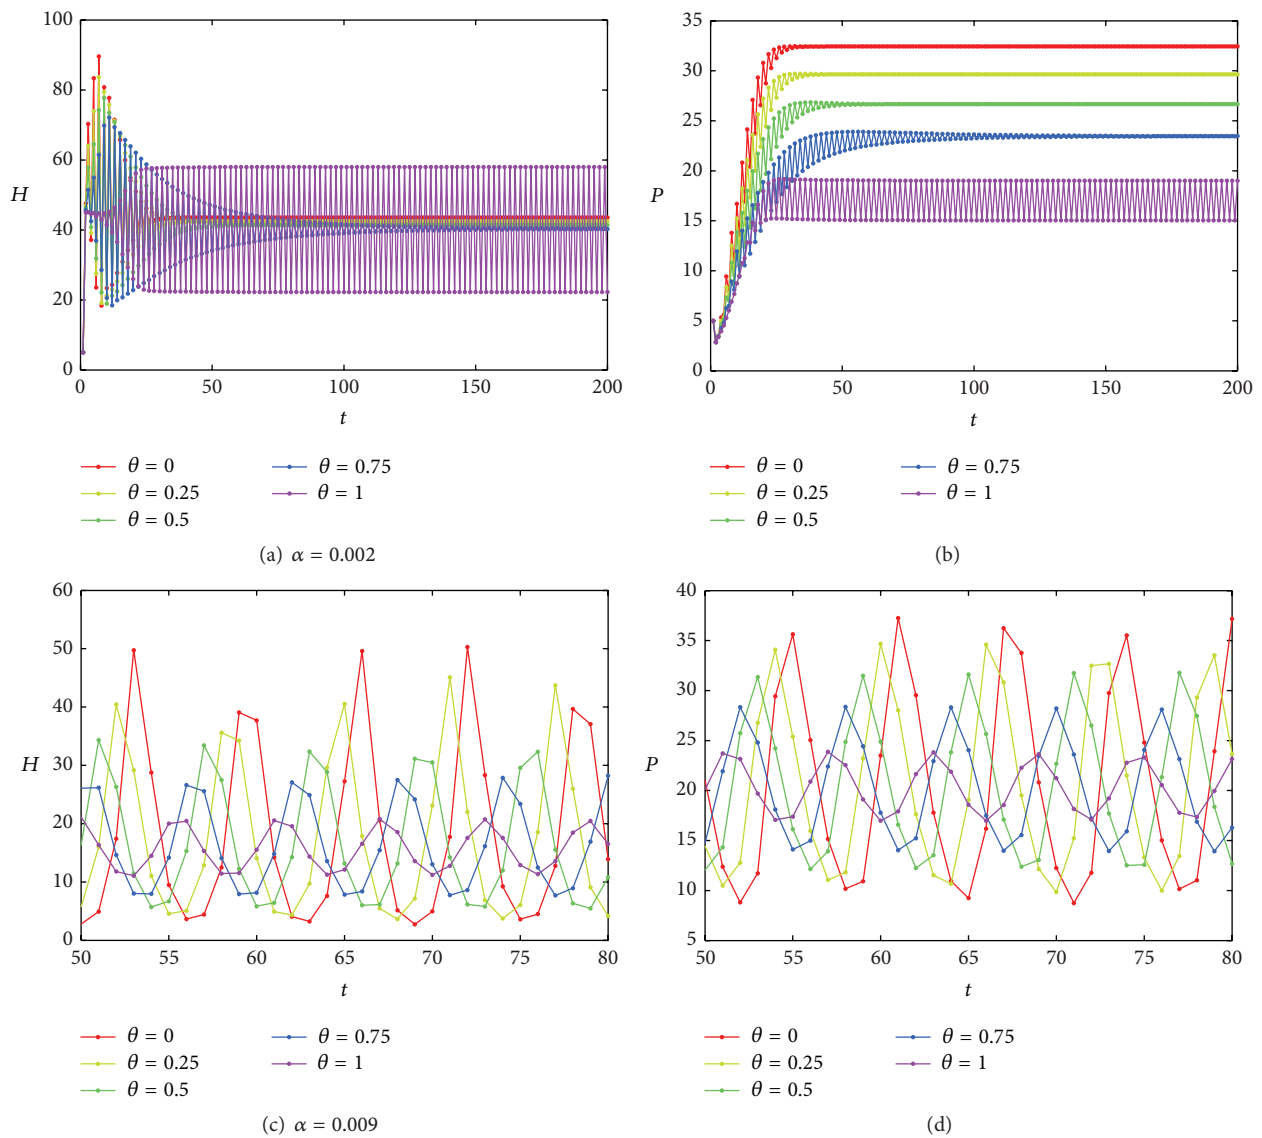 100
80
60
H
40
20
0
0 50 100 150 200
t
θ = 0
θ = 0.75
θ = 0.25
θ = 1
θ = 0.5
(a) α = 0.002
35
30
25
20
P
15
10
5
0
0 50 100 150 200
t
θ = 0
θ = 0.75
θ = 0.25
θ = 1
θ = 0.5
(b)
60
50
40
H
30
20
10
0
50 55 60 65 70 75 80
t
θ = 0
θ = 0.75
θ = 0.25
θ = 1
θ = 0.5
(c) α = 0.009
40
35
30
25
P
20
15
10
5
50 55 60 65 70 75 80
t
θ = 0
θ = 0.75
θ = 0.25
θ = 1
θ = 0.5
(d)